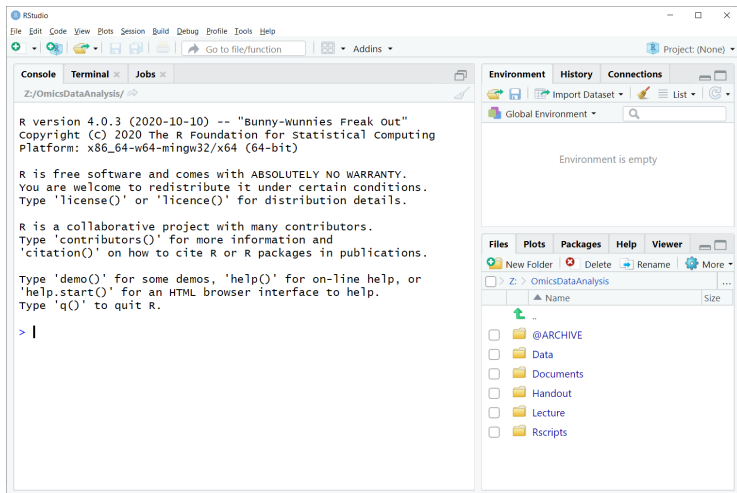 RStudio
File Edit Code View Plots Session Build Debug Profile Tools Help
Go to file/function Addins Project: (None)
Console Terminal Jobs
Z:/OmicsDataAnalysis/
R version 4.0.3 (2020-10-10) -- "Bunny-Wunnies Freak Out"
Copyright (C) 2020 The R Foundation for Statistical Computing
Platform: x86_64-w64-mingw32/x64 (64-bit)
R is free software and comes with ABSOLUTELY NO WARRANTY.
You are welcome to redistribute it under certain conditions.
Type 'license()' or 'licence()' for distribution details.
R is a collaborative project with many contributors.
Type 'contributors()' for more information and
'citation()' on how to cite R or R packages in publications.
Type 'demo()' for some demos, 'help()' for on-line help, or
'help.start()' for an HTML browser interface to help.
Type 'q()' to quit R.
>
Environment History Connections
Import Dataset List
Global Environment
Environment is empty
Files Plots Packages Help Viewer
New Folder Delete Rename More
Z: OmicsDataAnalysis ...
Name Size
..
@ARCHIVE
Data
Documents
Handout
Lecture
Rscripts